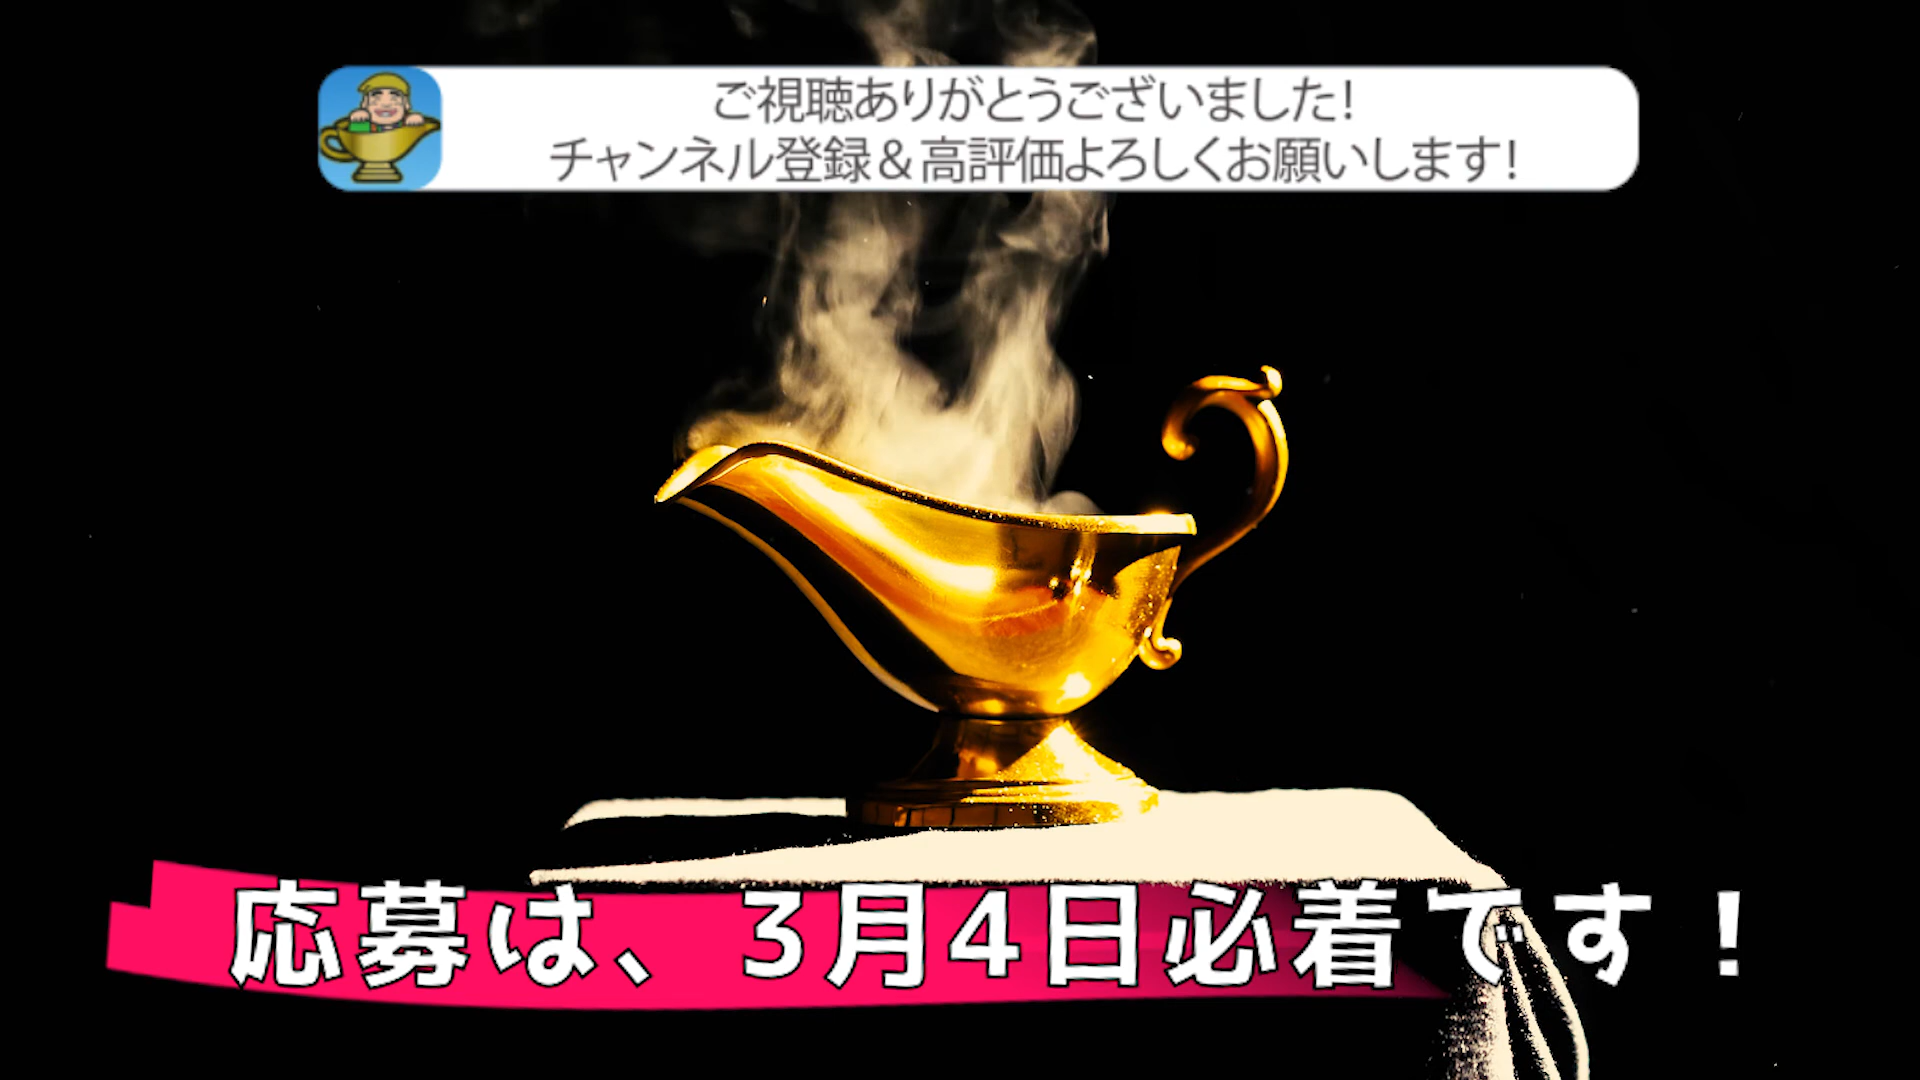 ご視聴ありがとうございました!
チャンネル登録&高評価よろしくお願いします!
応募は、3月4日必着です！